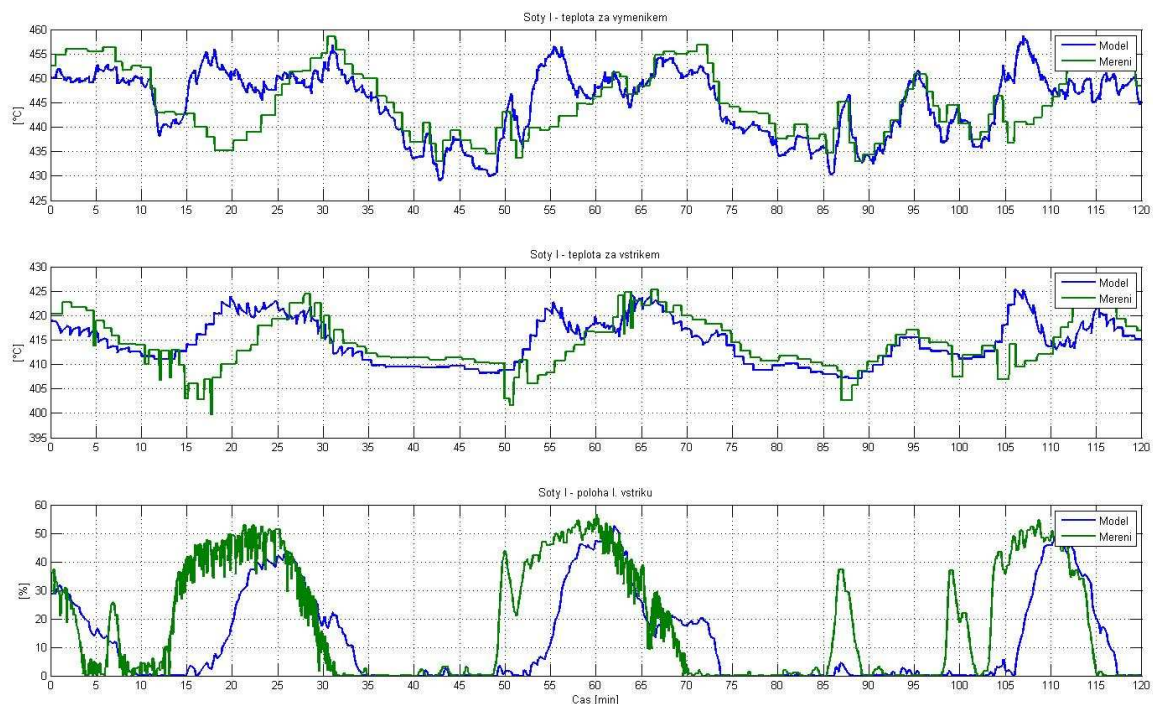 Soty I - teplota za vymenikem
460
455
450
445
440
435
430
425
[°C]
Model
Mereni
0 5 10 15 20 25 30 35 40 45 50 55 60 65 70 75 80 85 90 95 100 105 110 115 120
Soty I - teplota za vstrikem
430
425
420
415
410
405
400
395
[°C]
Model
Mereni
0 5 10 15 20 25 30 35 40 45 50 55 60 65 70 75 80 85 90 95 100 105 110 115 120
Soty I - poloha I. vstriku
60
50
40
30
20
10
0
[%]
Model
Mereni
0 5 10 15 20 25 30 35 40 45 50 55 60 65 70 75 80 85 90 95 100 105 110 115 120
Cas [min]